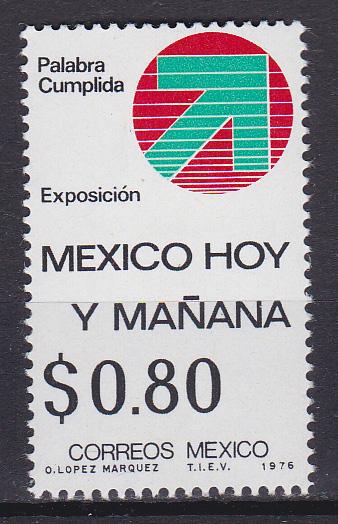 Palabra
Cumplida
Exposición
MEXICO HOY
Y MAÑANA
$0.80
CORREOS MEXICO
O.LOPEZ MARQUEZ T.I.E.V. 1976